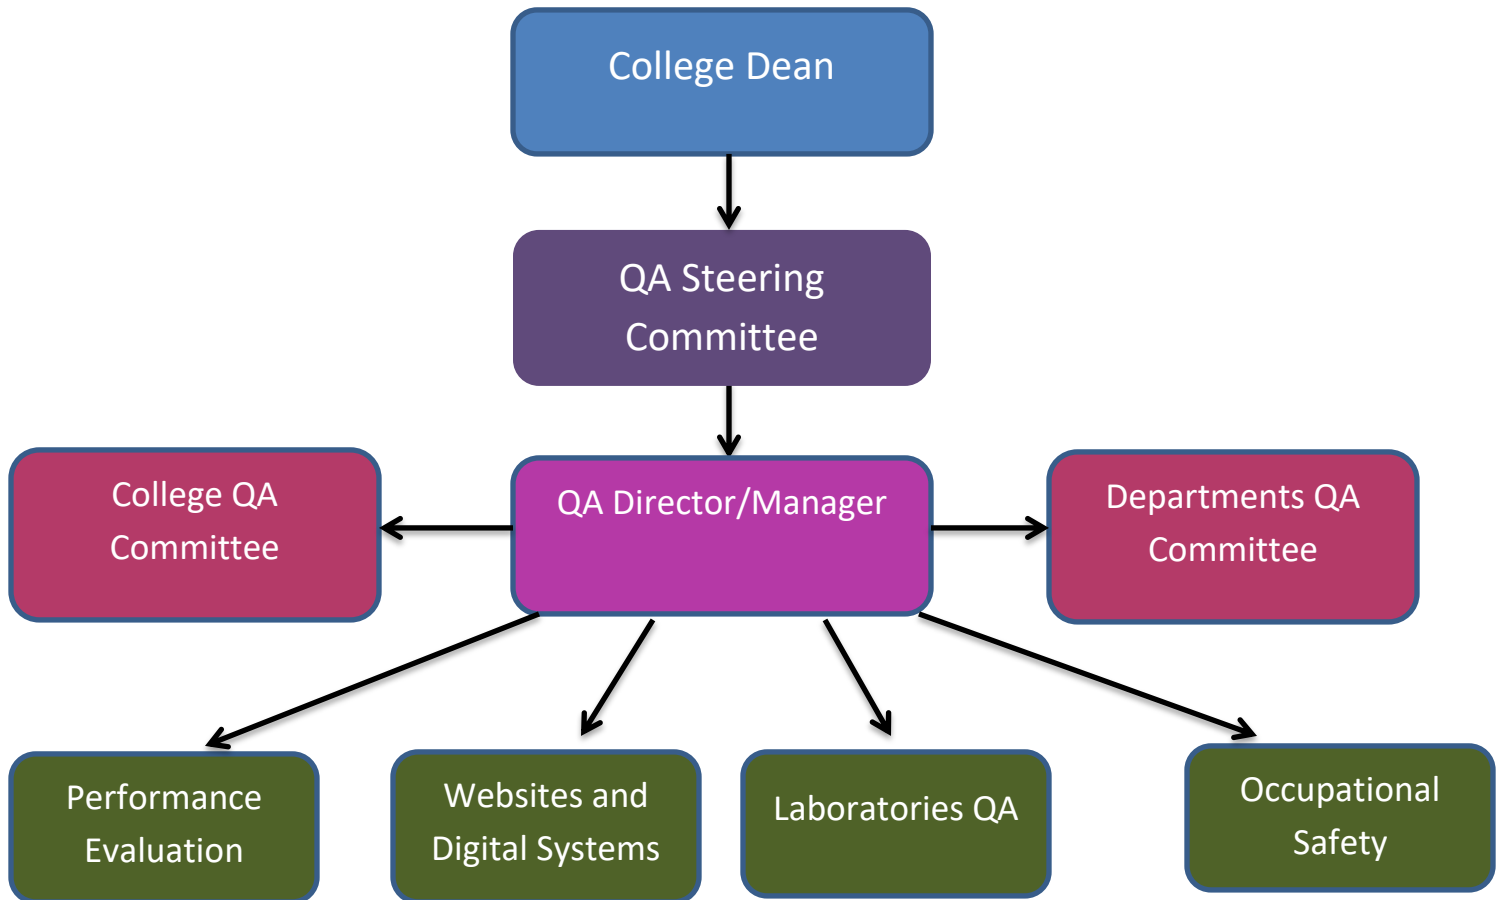 College Dean
QA Steering
Committee
College QA
Committee
QA Director/Manager
Departments QA
Committee
Performance
Evaluation
Websites and
Digital Systems
Laboratories QA
Occupational
Safety